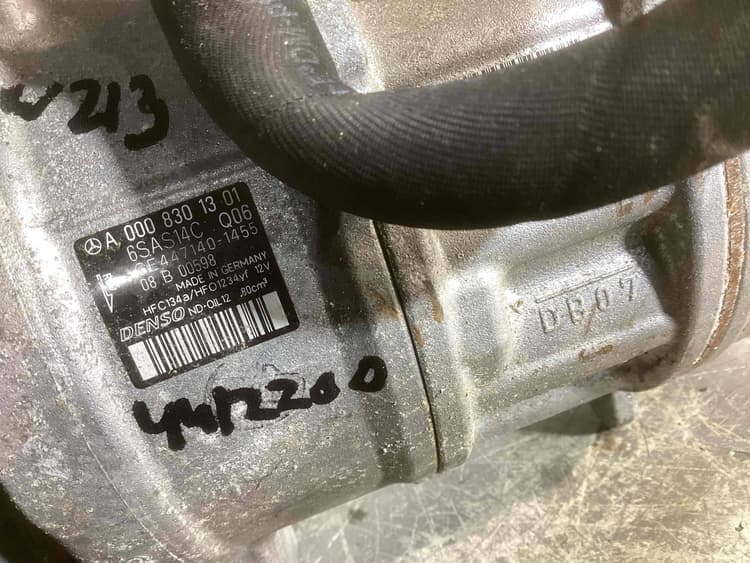 W213
A 000 830 13 01
6SAS14C Q06
GE447140-1455
08 B 00598
MADE IN GERMANY
HFC134a/HFO1234yf 12V
DENSO ND-OIL12 80cm³
DB07